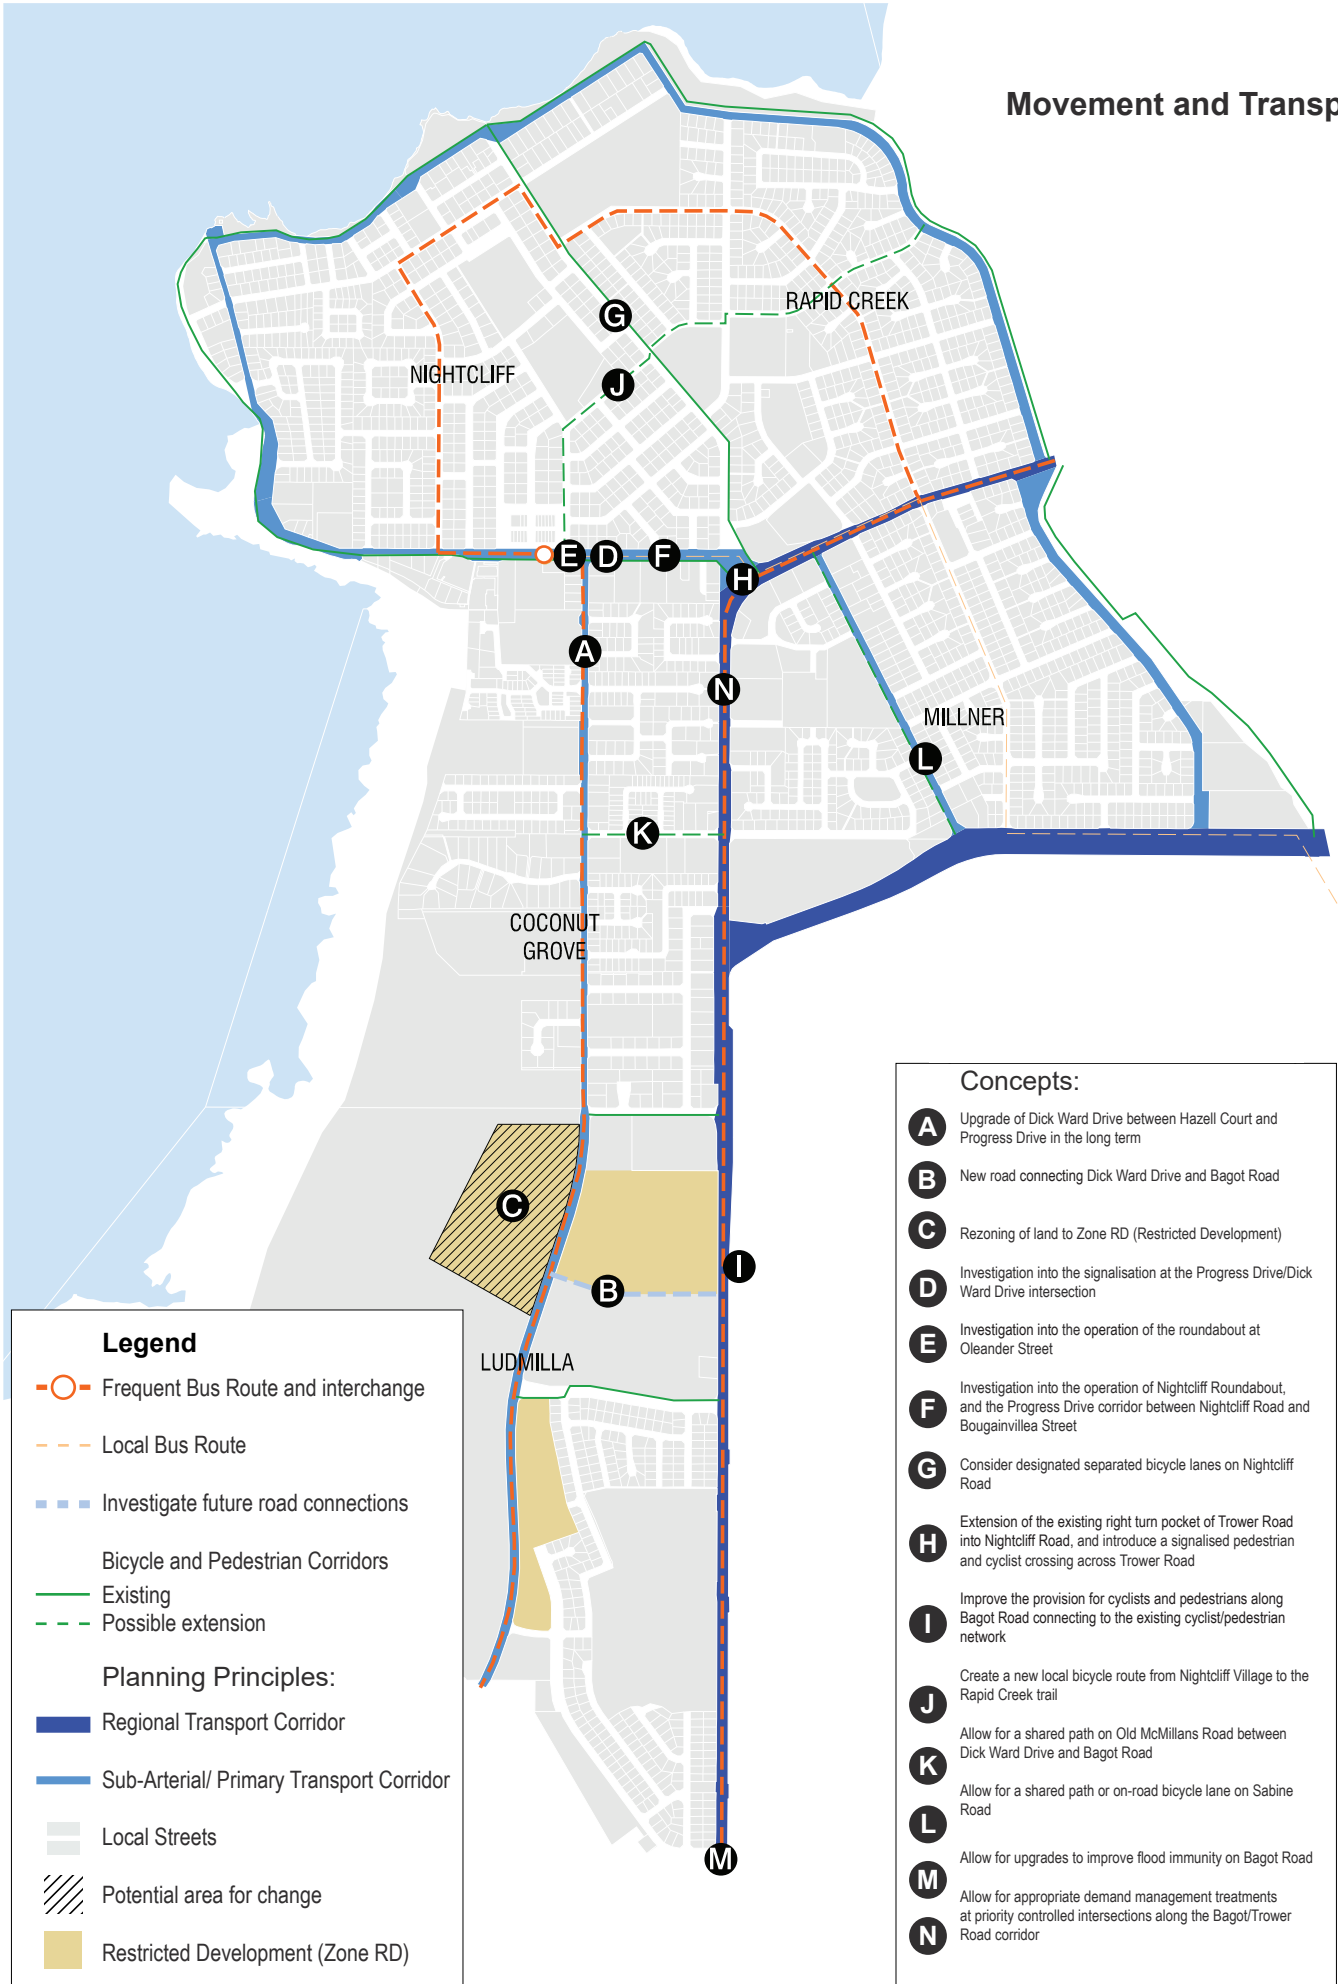 Movement and Transp
RAPID CREEK
G
NIGHTCLIFF
J
E
D
F
H
A
N
MILLNER
L
K
COCONUT
GROVE
C
I
B
LUDMILLA
M
Legend
Frequent Bus Route and interchange
Local Bus Route
Investigate future road connections
Bicycle and Pedestrian Corridors
Existing
Possible extension
Planning Principles:
Regional Transport Corridor
Sub-Arterial/ Primary Transport Corridor
Local Streets
Potential area for change
Restricted Development (Zone RD)
Concepts:
A
Upgrade of Dick Ward Drive between Hazell Court and
Progress Drive in the long term
B
New road connecting Dick Ward Drive and Bagot Road
C
Rezoning of land to Zone RD (Restricted Development)
D
Investigation into the signalisation at the Progress Drive/Dick
Ward Drive intersection
E
Investigation into the operation of the roundabout at
Oleander Street
F
Investigation into the operation of Nightcliff Roundabout,
and the Progress Drive corridor between Nightcliff Road and
Bougainvillea Street
G
Consider designated separated bicycle lanes on Nightcliff
Road
H
Extension of the existing right turn pocket of Trower Road
into Nightcliff Road, and introduce a signalised pedestrian
and cyclist crossing across Trower Road
I
Improve the provision for cyclists and pedestrians along
Bagot Road connecting to the existing cyclist/pedestrian
network
J
Create a new local bicycle route from Nightcliff Village to the
Rapid Creek trail
K
Allow for a shared path on Old McMillans Road between
Dick Ward Drive and Bagot Road
L
Allow for a shared path or on-road bicycle lane on Sabine
Road
M
Allow for upgrades to improve flood immunity on Bagot Road
N
Allow for appropriate demand management treatments
at priority controlled intersections along the Bagot/Trower
Road corridor